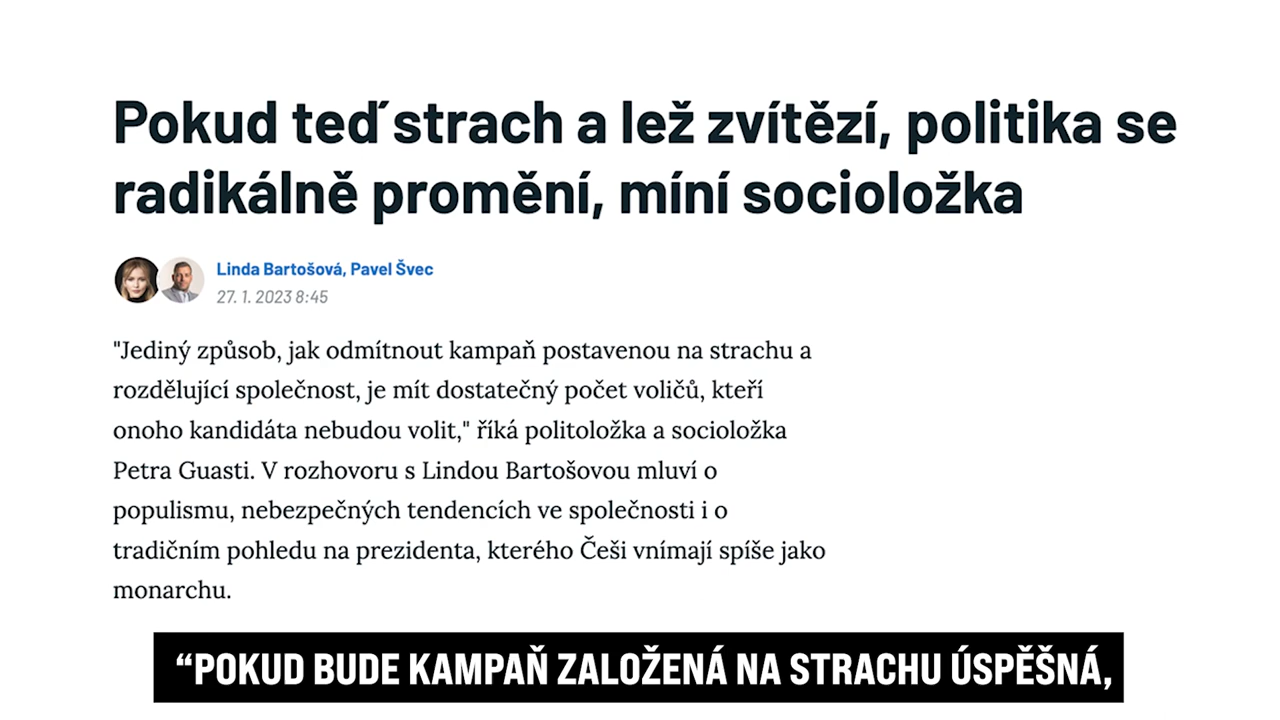 Pokud teď strach a lež zvítězí, politika se
radikálně promění, míní socioložka
Linda Bartošová, Pavel Švec
27. 1. 2023 8:45
"Jediný způsob, jak odmítnout kampaň postavenou na strachu a
rozdělující společnost, je mít dostatečný počet voličů, kteří
onoho kandidáta nebudou volit," říká politoložka a socioložka
Petra Guasti. V rozhovoru s Lindou Bartošovou mluví o
populismu, nebezpečných tendencích ve společnosti i o
tradičním pohledu na prezidenta, kterého Češi vnímají spíše jako
monarchu.
“POKUD BUDE KAMPAŇ ZALOŽENÁ NA STRACHU ÚSPĚŠNÁ,